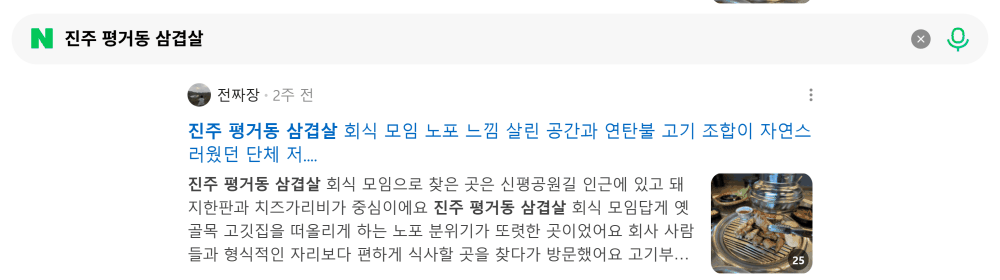 진주 평거동 삼겹살
전짜장 · 2주 전
진주 평거동 삼겹살 회식 모임 노포 느낌 살린 공간과 연탄불 고기 조합이 자연스
러웠던 단체 저....
진주 평거동 삼겹살 회식 모임으로 찾은 곳은 신평공원길 인근에 있고 돼
지한판과 치즈가리비가 중심이에요 진주 평거동 삼겹살 회식 모임답게 옛
골목 고깃집을 떠올리게 하는 노포 분위기가 또렷한 곳이었어요 회사 사람
들과 형식적인 자리보다 편하게 식사할 곳을 찾다가 방문했어요 고기부...
25